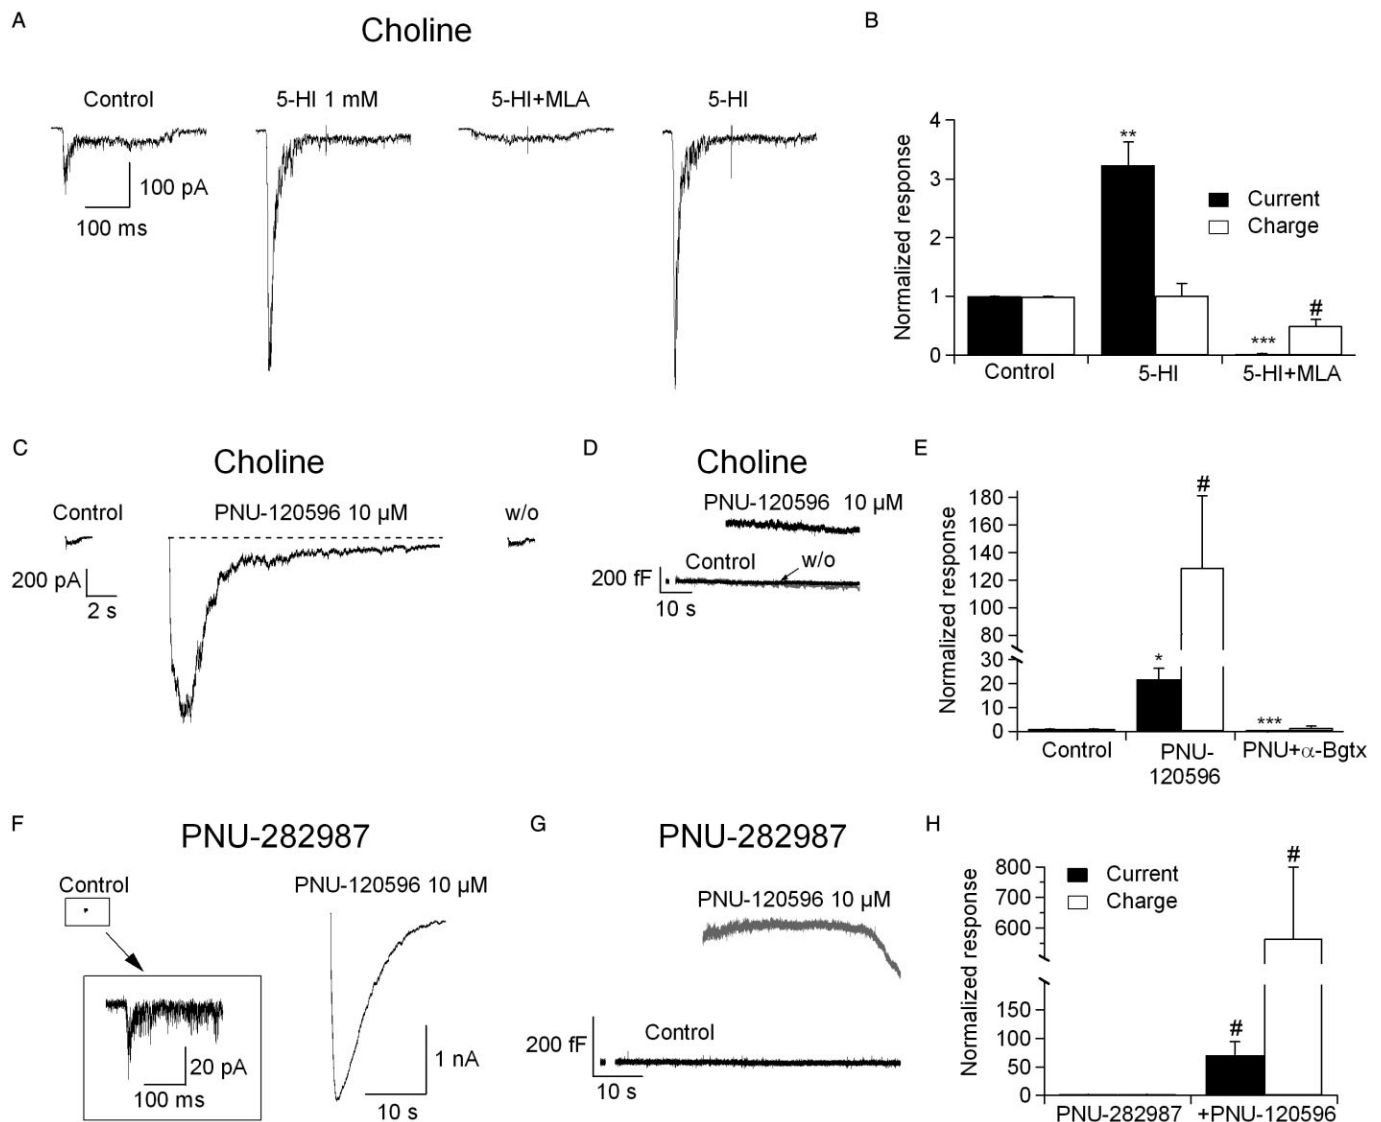 A
Choline
B
Control
5-HI 1 mM
5-HI+MLA
5-HI
100 pA
100 ms
Normalized response
4
3
2
1
0
**
***
#
Current
Charge
Control
5-HI
5-HI+MLA
C
Choline
Control
PNU-120596 10 μM
w/o
200 pA
2 s
D
Choline
PNU-120596 10 μM
Control
w/o
200 fF
10 s
E
Normalized response
180
160
140
120
100
80
30
20
10
0
*
#
***
Control
PNU-
120596
PNU+α-Bgtx
F
PNU-282987
Control
PNU-120596 10 μM
20 pA
100 ms
1 nA
10 s
G
PNU-282987
PNU-120596 10 μM
200 fF
Control
10 s
H
Normalized response
800
700
600
150
100
50
0
Current
Charge
#
#
PNU-282987
+PNU-120596